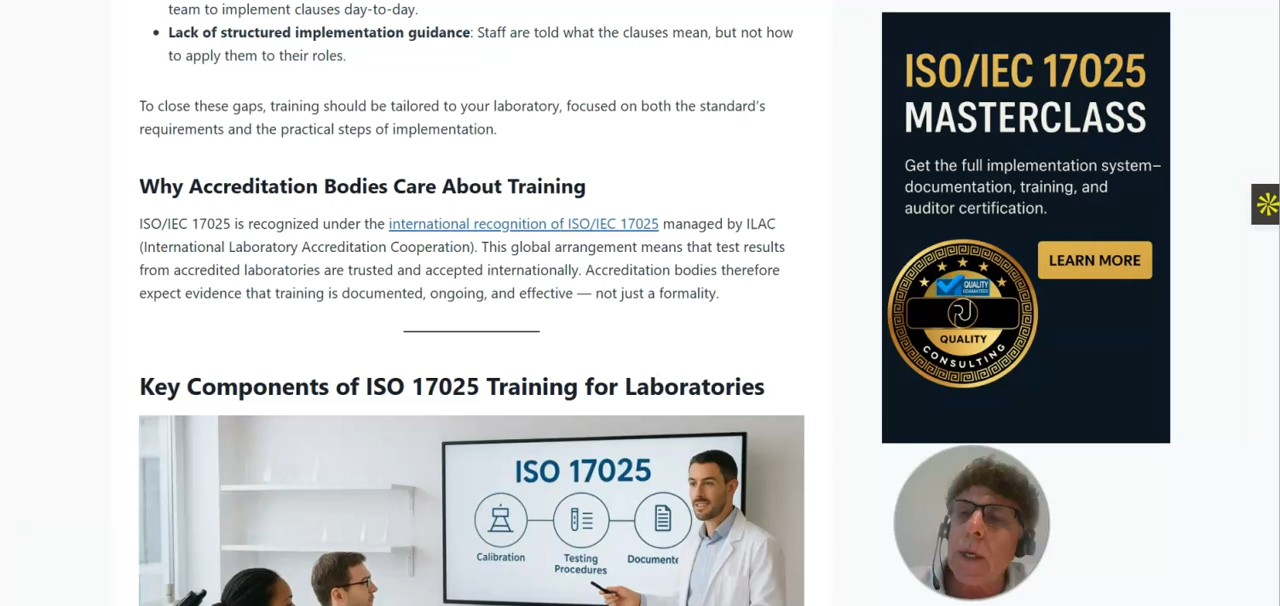 team to implement clauses day-to-day.
• Lack of structured implementation guidance: Staff are told what the clauses mean, but not how
to apply them to their roles.
To close these gaps, training should be tailored to your laboratory, focused on both the standard's
requirements and the practical steps of implementation.
Why Accreditation Bodies Care About Training
ISO/IEC 17025 is recognized under the international recognition of ISO/IEC 17025 managed by ILAC
(International Laboratory Accreditation Cooperation). This global arrangement means that test results
from accredited laboratories are trusted and accepted internationally. Accreditation bodies therefore
expect evidence that training is documented, ongoing, and effective — not just a formality.
Key Components of ISO 17025 Training for Laboratories
ISO 17025
Calibration
Testing
Procedures
Documente
ISO/IEC 17025
MASTERCLASS
Get the full implementation system–
documentation, training, and
auditor certification.
LEARN MORE
QUALITY
RJ
QUALITY
CONSULTING